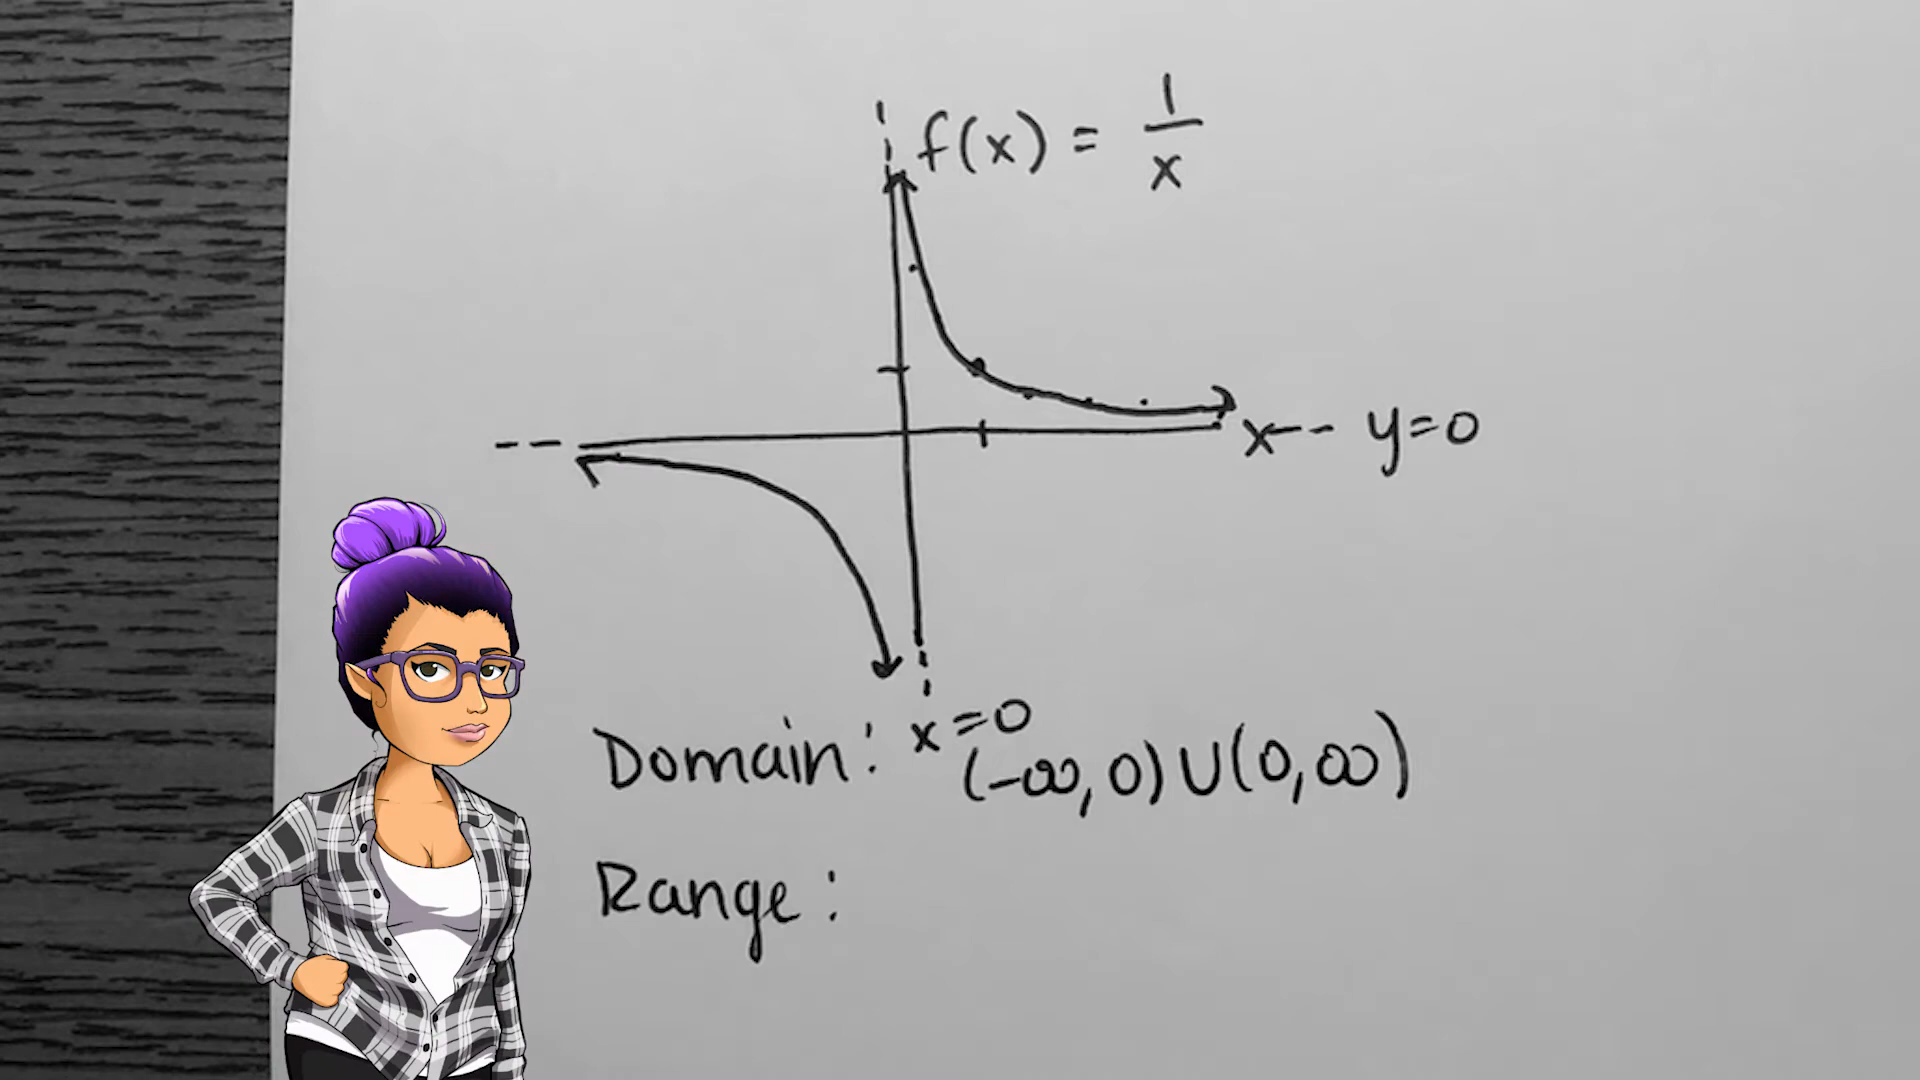 f(x) = 1/x
x
y=0
x=0
Domain: (-∞, 0) ∪ (0, ∞)
Range: